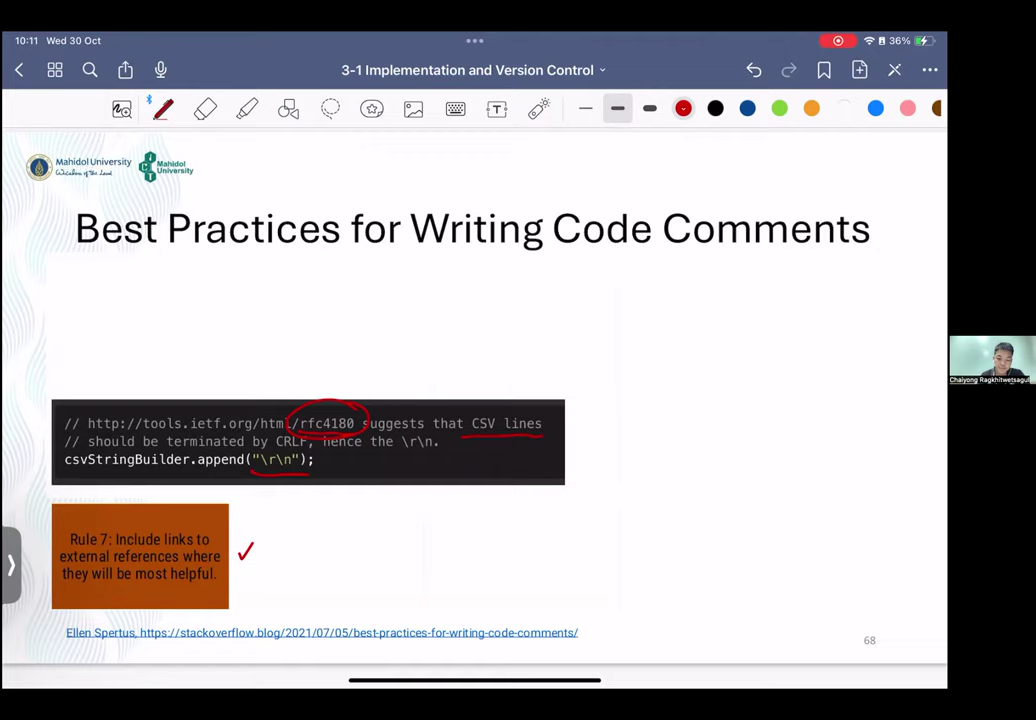 10:11 Wed 30 Oct
36%
3-1 Implementation and Version Control
T
Mahidol University
Wisdom of the Land
ICT
Mahidol
University
Best Practices for Writing Code Comments
// http://tools.ietf.org/html/rfc4180 suggests that CSV lines
// should be terminated by CRLF, hence the \r\n.
csvStringBuilder.append("\r\n");
Rule 7: Include links to
external references where
they will be most helpful.
Ellen Spertus, https://stackoverflow.blog/2021/07/05/best-practices-for-writing-code-comments/
68
Chaiyong Ragkhitwetsagul